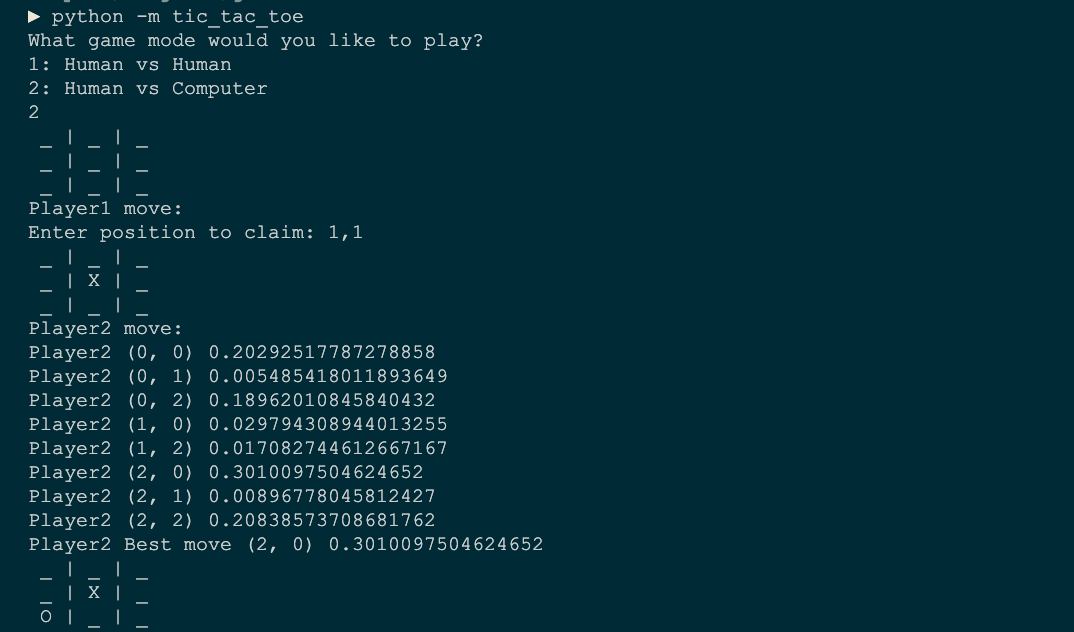 ▶ python -m tic_tac_toe
What game mode would you like to play?
1: Human vs Human
2: Human vs Computer
2
 _ | _ | _
 _ | _ | _
 _ | _ | _
Player1 move:
Enter position to claim: 1,1
 _ | _ | _
 _ | X | _
 _ | _ | _
Player2 move:
Player2 (0, 0) 0.20292517787278858
Player2 (0, 1) 0.005485418011893649
Player2 (0, 2) 0.18962010845840432
Player2 (1, 0) 0.029794308944013255
Player2 (1, 2) 0.017082744612667167
Player2 (2, 0) 0.3010097504624652
Player2 (2, 1) 0.00896778045812427
Player2 (2, 2) 0.20838573708681762
Player2 Best move (2, 0) 0.3010097504624652
 _ | _ | _
 _ | X | _
 O | _ | _